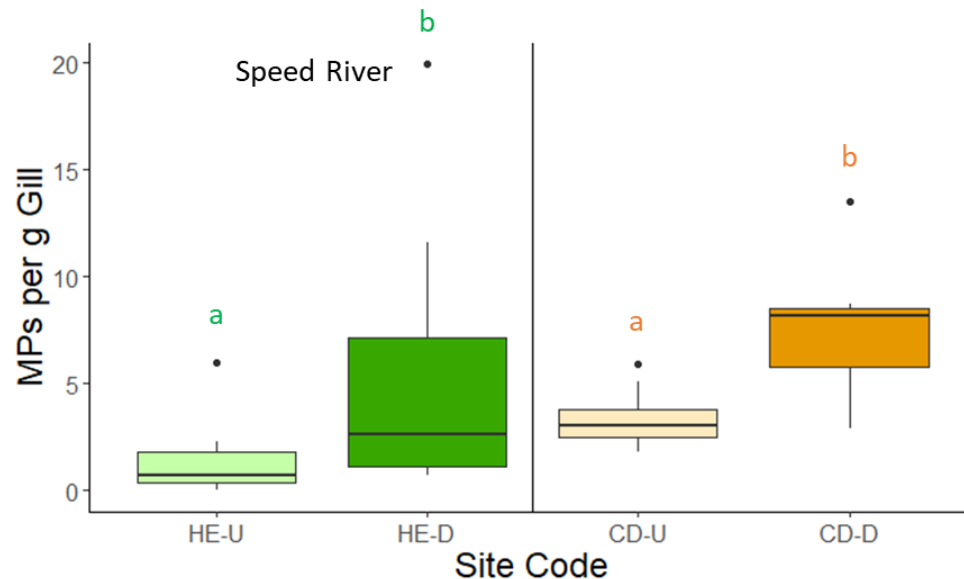 b
20
Speed River
15
b
10
a
a
5
0
MPs per g Gill
HE-U HE-D CD-U CD-D
Site Code